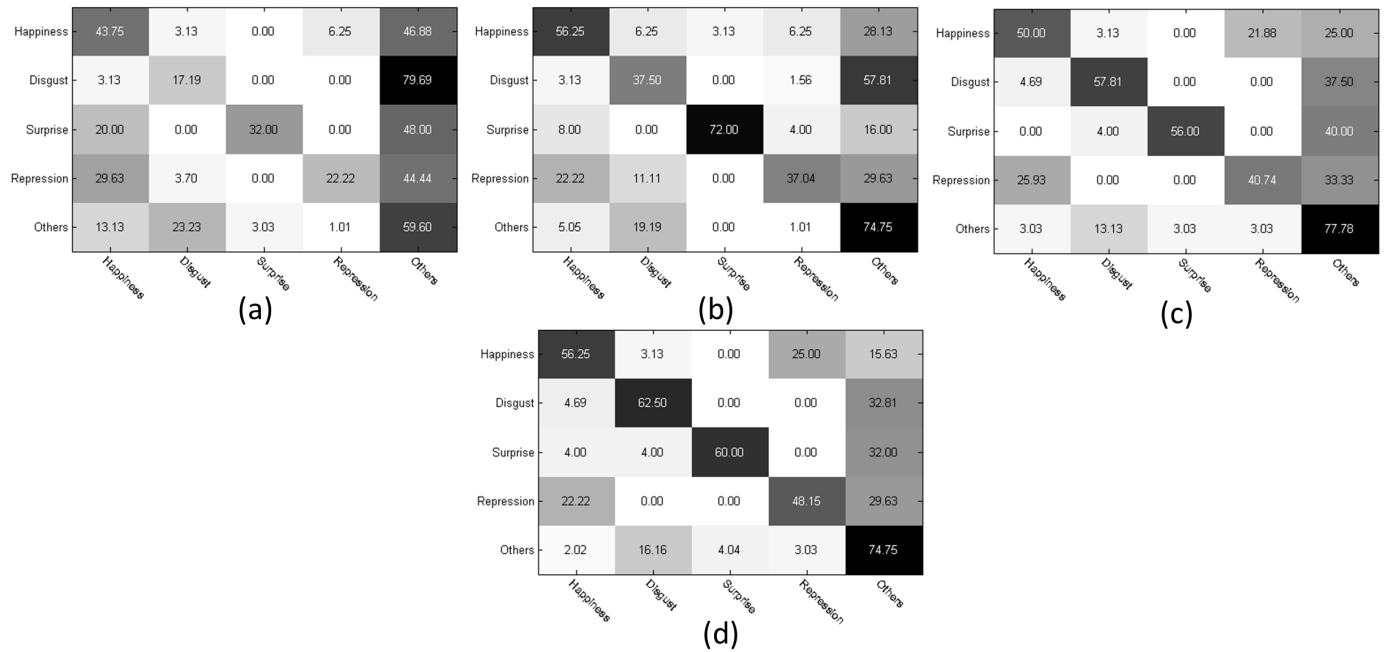 Happiness 43.75 3.13 0.00 6.25 46.88
Disgust 3.13 17.19 0.00 0.00 79.69
Surprise 20.00 0.00 32.00 0.00 48.00
Repression 29.63 3.70 0.00 22.22 44.44
Others 13.13 23.23 3.03 1.01 59.60
Happiness Disgust Surprise Repression Others
(a)
Happiness 56.25 6.25 3.13 6.25 28.13
Disgust 3.13 37.50 0.00 1.56 57.81
Surprise 8.00 0.00 72.00 4.00 16.00
Repression 22.22 11.11 0.00 37.04 29.63
Others 5.05 19.19 0.00 1.01 74.75
Happiness Disgust Surprise Repression Others
(b)
Happiness 50.00 3.13 0.00 21.88 25.00
Disgust 4.69 57.81 0.00 0.00 37.50
Surprise 0.00 4.00 56.00 0.00 40.00
Repression 25.93 0.00 0.00 40.74 33.33
Others 3.03 13.13 3.03 3.03 77.78
Happiness Disgust Surprise Repression Others
(c)
Happiness 56.25 3.13 0.00 25.00 15.63
Disgust 4.69 62.50 0.00 0.00 32.81
Surprise 4.00 4.00 60.00 0.00 32.00
Repression 22.22 0.00 0.00 48.15 29.63
Others 2.02 16.16 4.04 3.03 74.75
Happiness Disgust Surprise Repression Others
(d)